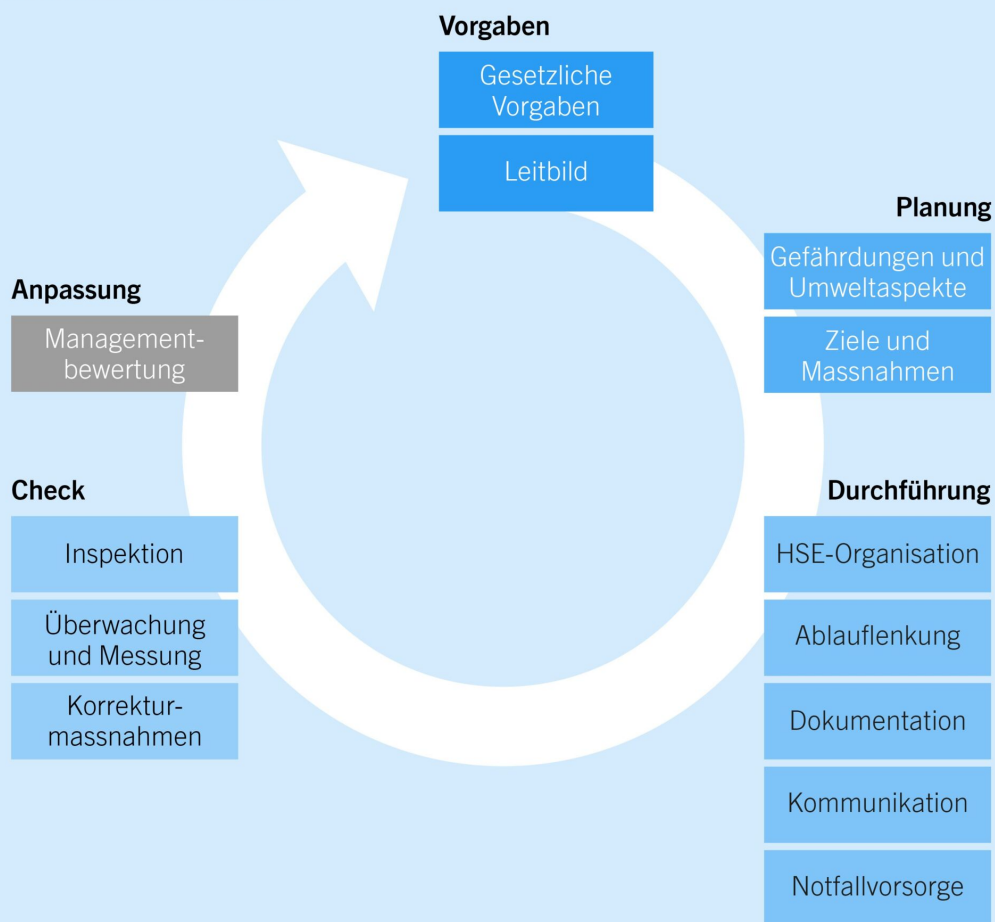 Vorgaben
Gesetzliche
Vorgaben
Leitbild
Planung
Gefährdungen und
Umweltaspekte
Ziele und
Massnahmen
Durchführung
HSE-Organisation
Ablauflenkung
Dokumentation
Kommunikation
Notfallvorsorge
Check
Inspektion
Überwachung
und Messung
Korrektur-
massnahmen
Anpassung
Management-
bewertung